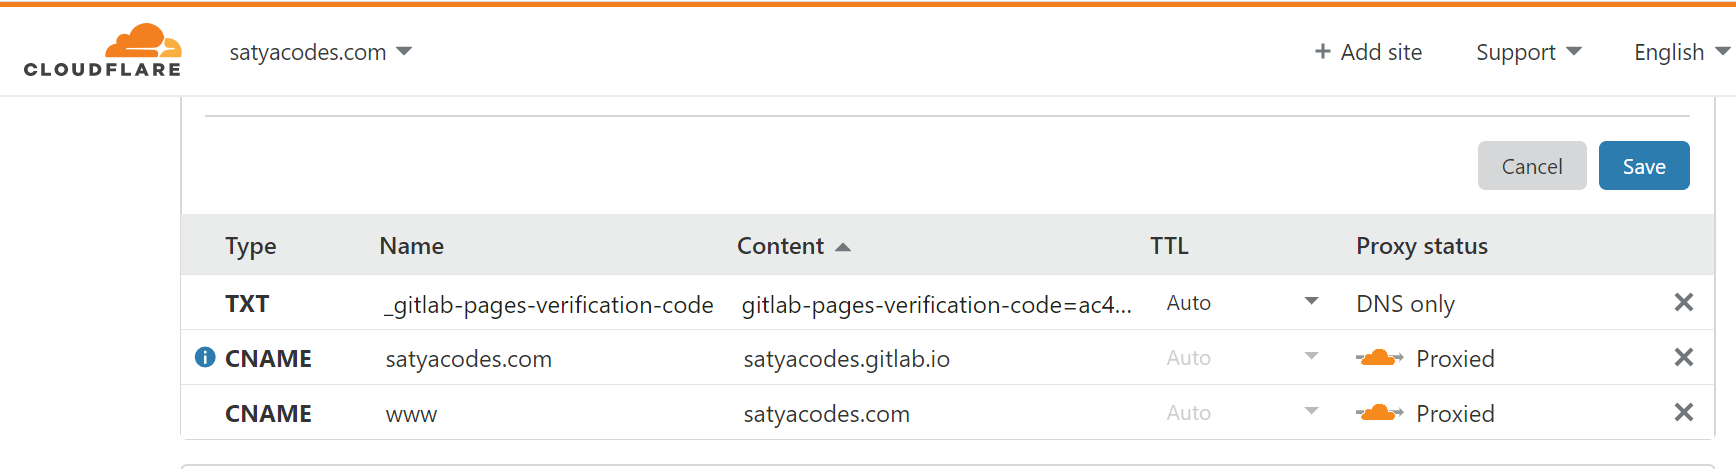 CLOUDFLARE
satyacodes.com
+ Add site
Support
English
Cancel
Save
Type Name Content TTL Proxy status
TXT _gitlab-pages-verification-code gitlab-pages-verification-code=ac4... Auto DNS only
CNAME satyacodes.com satyacodes.gitlab.io Auto Proxied
CNAME www satyacodes.com Auto Proxied